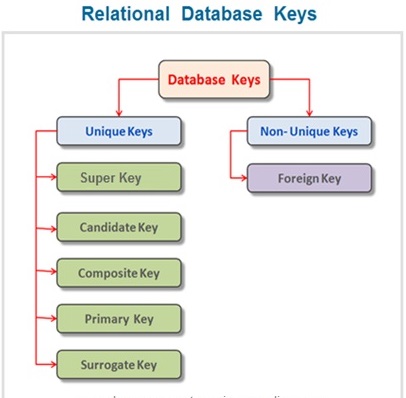 Relational Database Keys
Database Keys
Unique Keys
Non- Unique Keys
Super Key
Foreign Key
Candidate Key
Composite Key
Primary Key
Surrogate Key